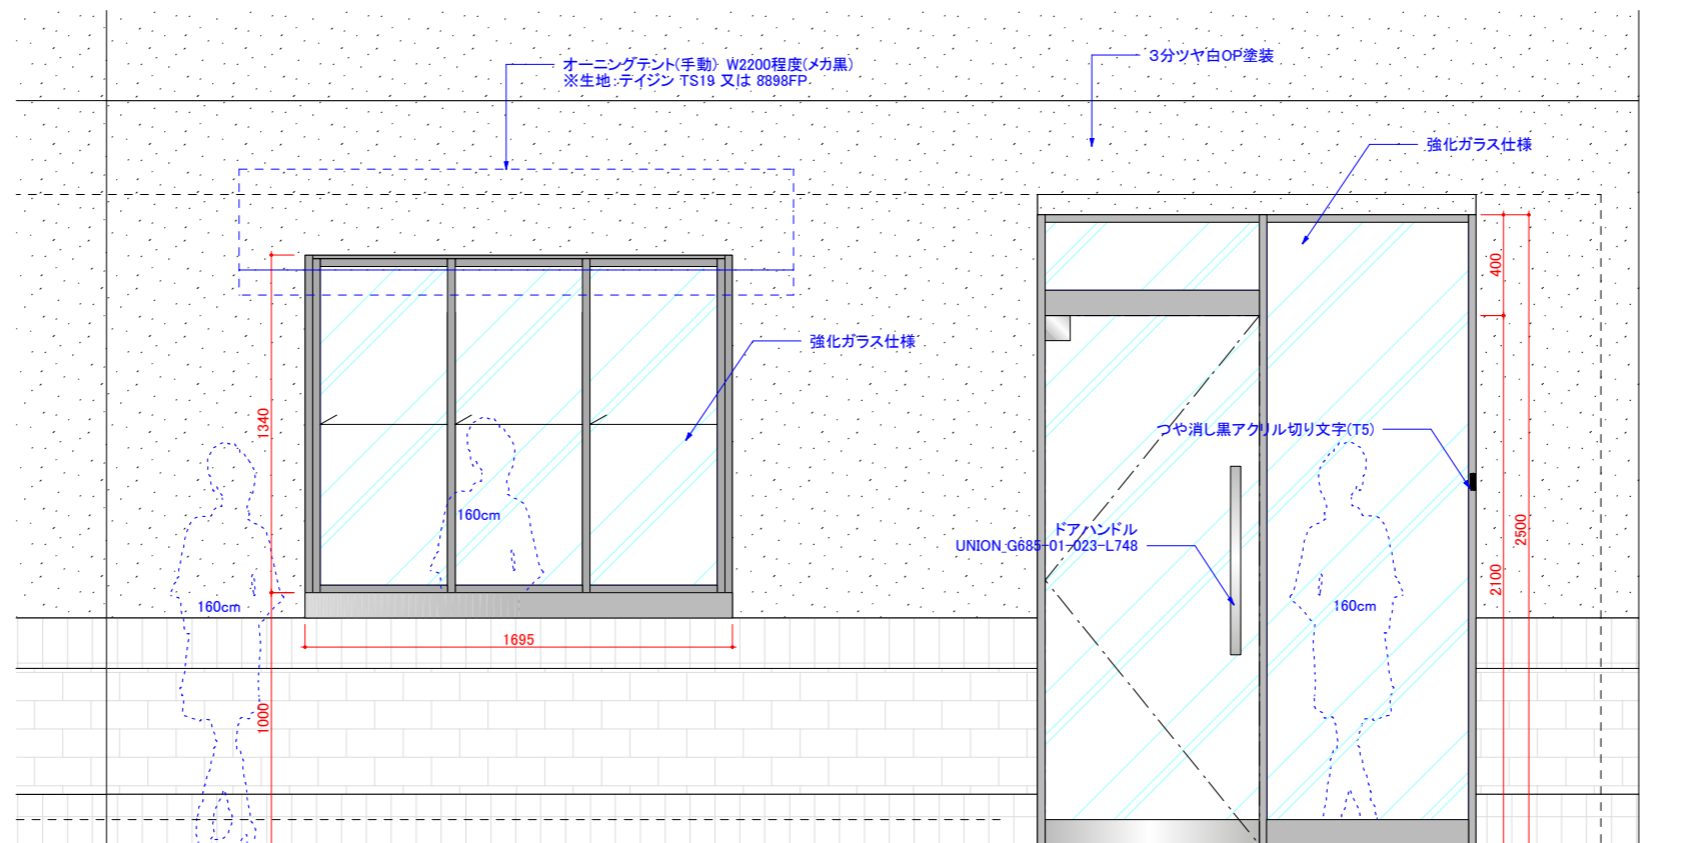 オーニングテント(手動) W2200程度(メカ黒)
※生地:テイジン TS19 又は 8898FP
3分ツヤ白OP塗装
強化ガラス仕様
400
強化ガラス仕様
1340
つや消し黒アクリル切り文字(T5)
160cm
ドアハンドル
UNION_G685-01-023-L748
2500
2100
160cm
160cm
1695
1000